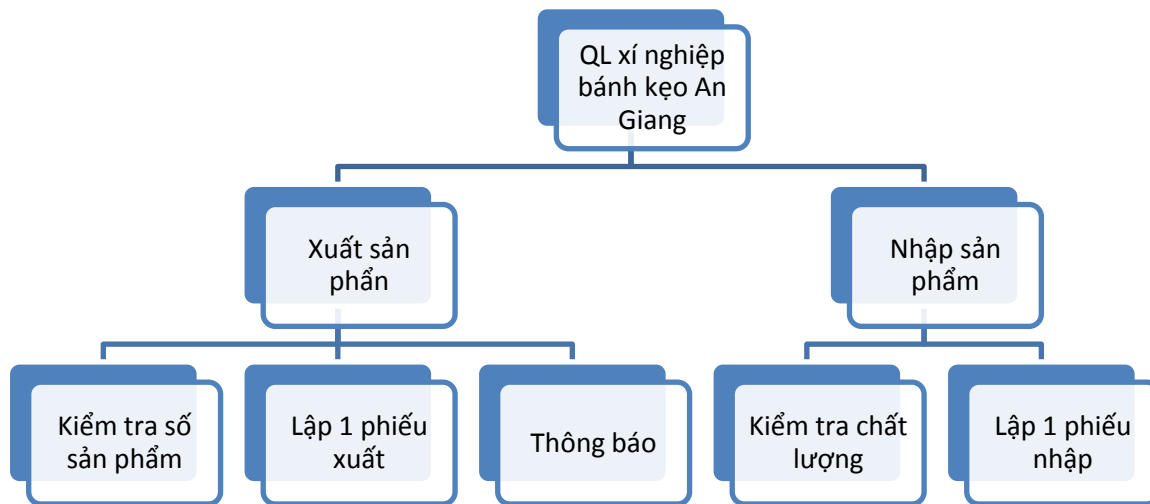 QL xí nghiệp
bánh kẹo An
Giang
Xuất sản
phẩn
Nhập sản
phẩm
Kiểm tra số
sản phẩm
Lập 1 phiếu
xuất
Thông báo
Kiểm tra chất
lượng
Lập 1 phiếu
nhập